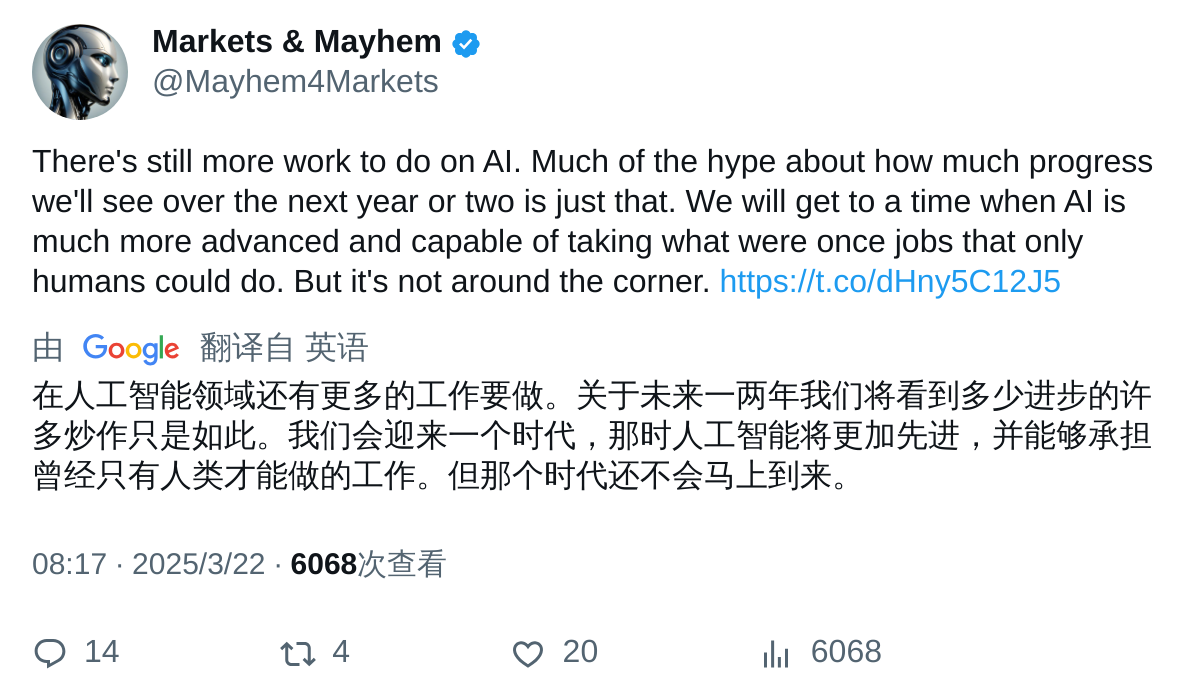 Markets & Mayhem
@Mayhem4Markets
There's still more work to do on AI. Much of the hype about how much progress
we'll see over the next year or two is just that. We will get to a time when AI is
much more advanced and capable of taking what were once jobs that only
humans could do. But it's not around the corner. https://t.co/dHny5C12J5
由 Google 翻译自 英语
在人工智能领域还有更多的工作要做。关于未来一两年我们将看到多少进步的许
多炒作只是如此。我们会迎来一个时代，那时人工智能将更加先进，并能够承担
曾经只有人类才能做的工作。但那个时代还不会马上到来。
08:17 · 2025/3/22 · 6068次查看
14 4 20 6068